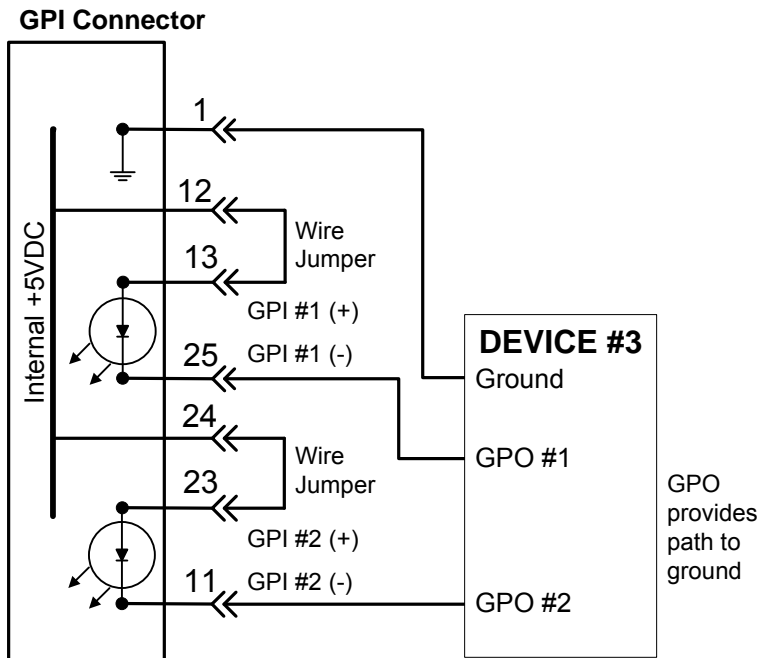 GPI Connector
1
12
Wire
Jumper
13
GPI #1 (+)
GPI #1 (-)
25
24
Wire
Jumper
23
GPI #2 (+)
GPI #2 (-)
11
Internal +5VDC
DEVICE #3
Ground
GPO #1
GPO #2
GPO
provides
path to
ground